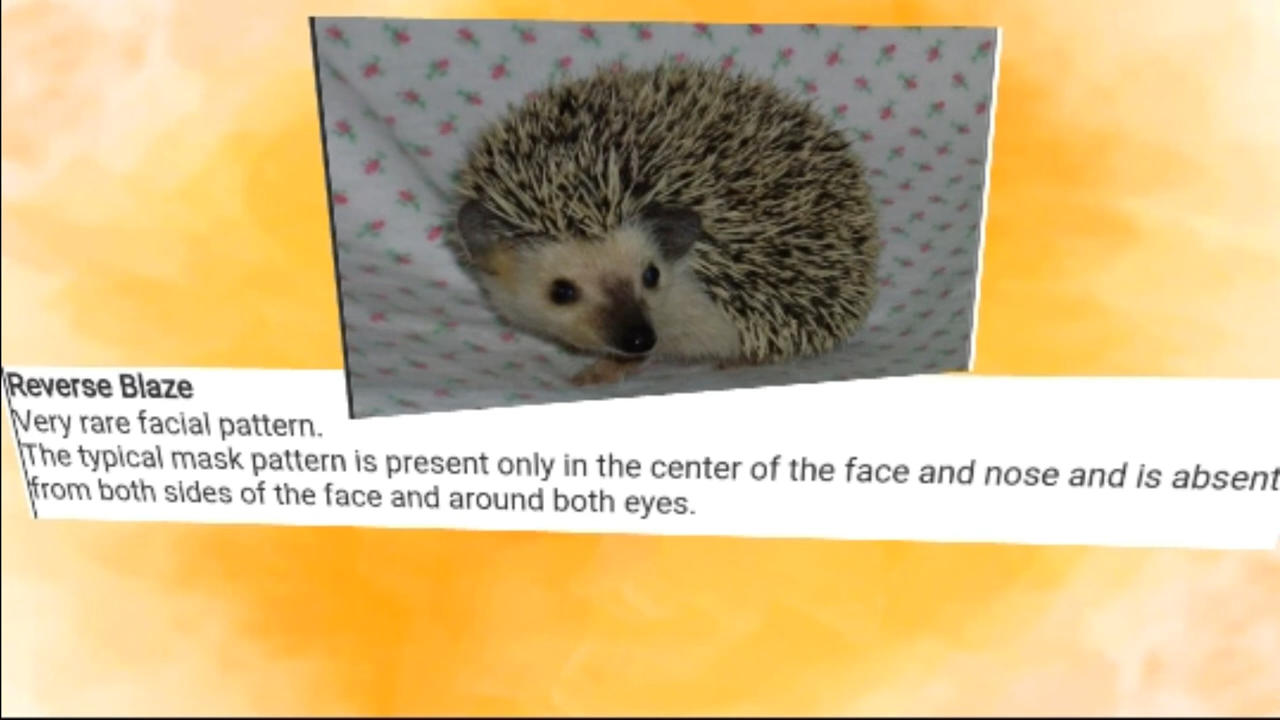 Reverse Blaze
Very rare facial pattern.
The typical mask pattern is present only in the center of the face and nose and is absent
from both sides of the face and around both eyes.